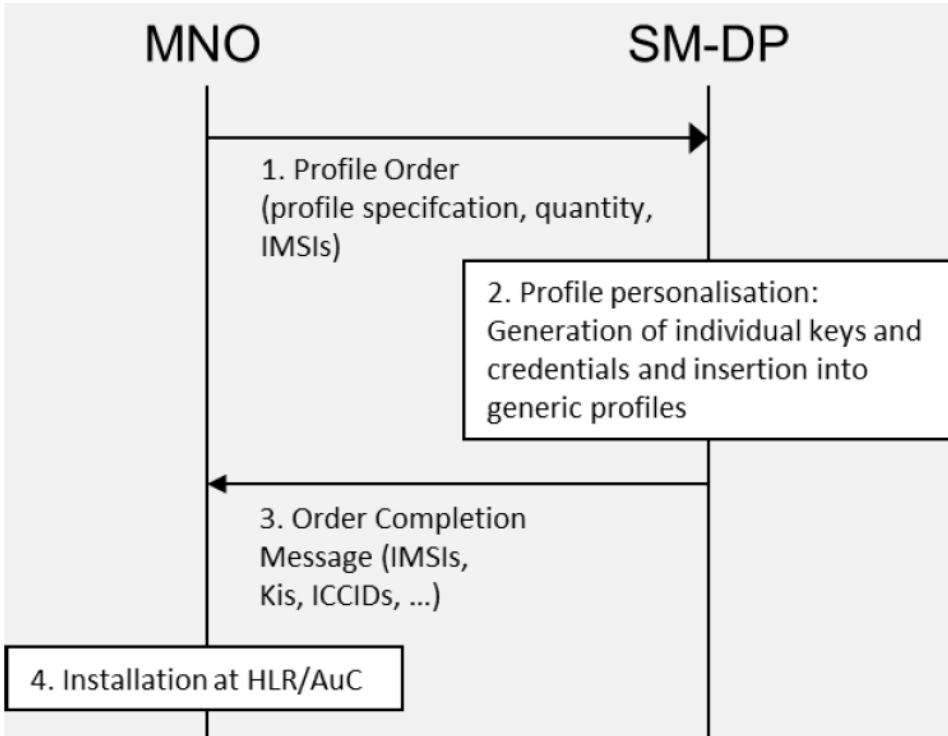 MNO
SM-DP
1. Profile Order
(profile specifcation, quantity,
IMSIs)
2. Profile personalisation:
Generation of individual keys and
credentials and insertion into
generic profiles
3. Order Completion
Message (IMSIs,
Kis, ICCIDs, ...)
4. Installation at HLR/AuC